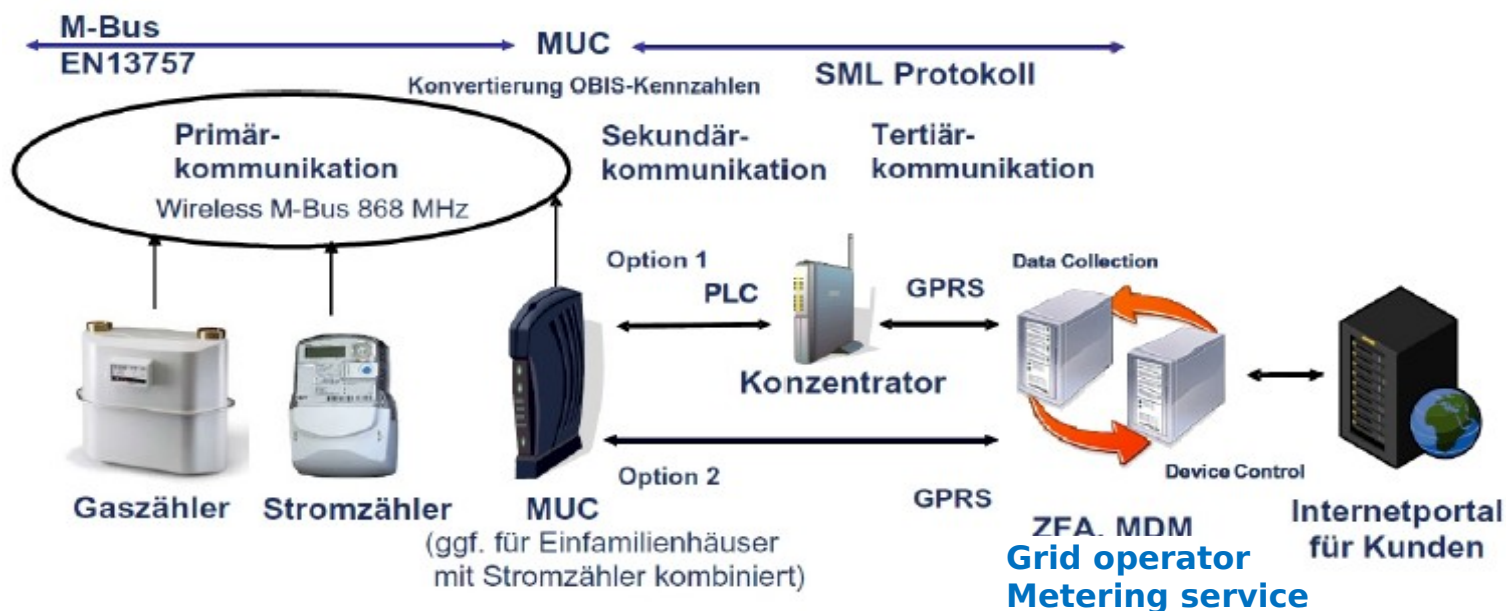 M-Bus
EN13757
MUC
Konvertierung OBIS-Kennzahlen
SML Protokoll
Primär-
kommunikation
Wireless M-Bus 868 MHz
Sekundär-
kommunikation
Tertiär-
kommunikation
Option 1
PLC
GPRS
Data Collection
Konzentrator
Option 2
GPRS
Device Control
Gaszähler
Stromzähler
MUC
(ggf. für Einfamilienhäuser
mit Stromzähler kombiniert)
ZFA, MDM
Grid operator
Metering service
Internetportal
für Kunden